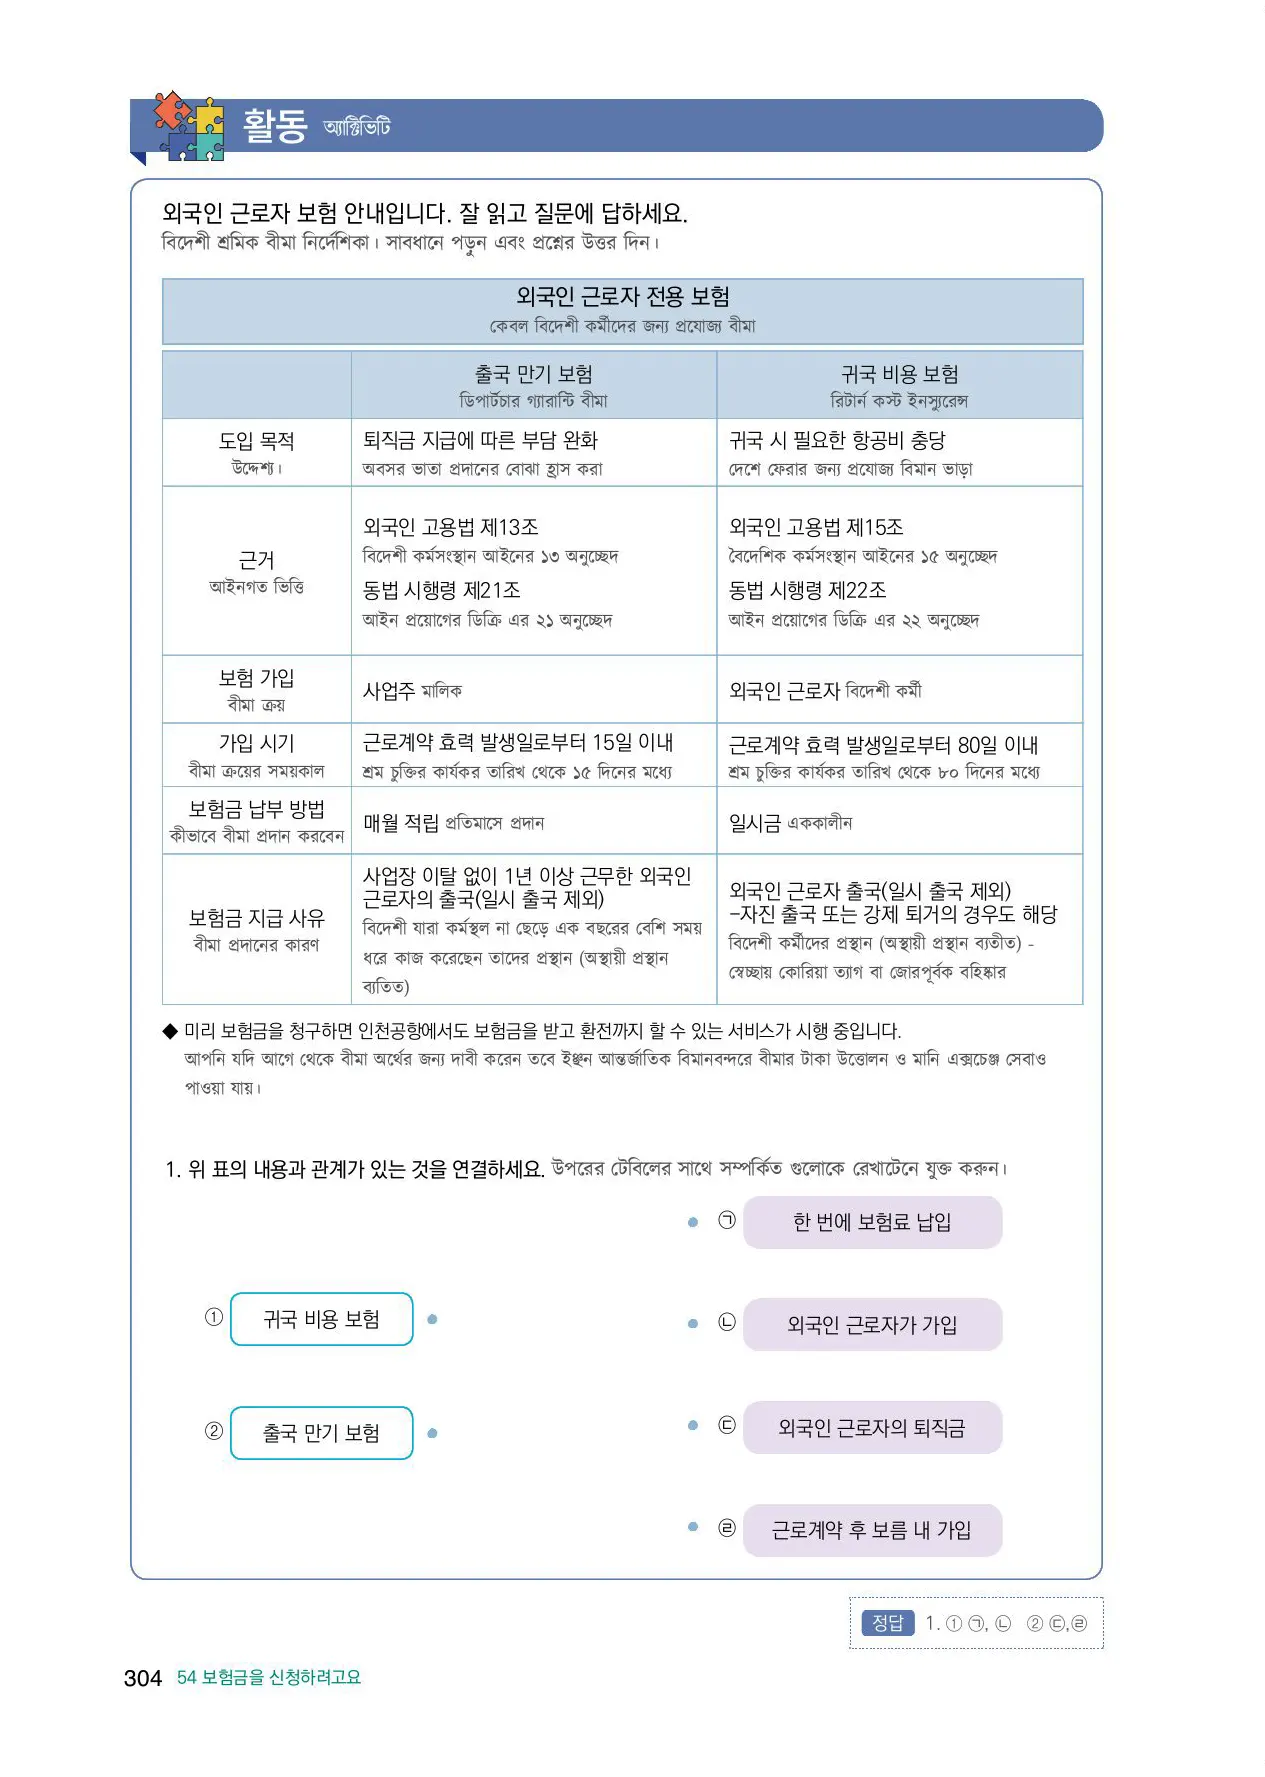 활동 অ্যাক্টিভিটি
외국인 근로자 보험 안내입니다. 잘 읽고 질문에 답하세요.
বিদেশী শ্রমিক বীমা নির্দেশিকা। সাবধানে পড়ুন এবং প্রশ্নের উত্তর দিন।
외국인 근로자 전용 보험
কেবল বিদেশী কর্মীদের জন্য প্রযোজ্য বীমা
출국 만기 보험
ডিপার্টচার গ্যারান্টি বীমা
귀국 비용 보험
রিটার্ন কস্ট ইনস্যুরেন্স
도입 목적
উদ্দেশ্য।
퇴직금 지급에 따른 부담 완화
অবসর ভাতা প্রদানের বোঝা হ্রাস করা
귀국 시 필요한 항공비 충당
দেশে ফেরার জন্য প্রযোজ্য বিমান ভাড়া
근거
আইনগত ভিত্তি
외국인 고용법 제13조
বিদেশী কর্মসংস্থান আইনের ১৩ অনুচ্ছেদ
동법 시행령 제21조
আইন প্রয়োগের ডিক্রি এর ২১ অনুচ্ছেদ
외국인 고용법 제15조
বৈদেশিক কর্মসংস্থান আইনের ১৫ অনুচ্ছেদ
동법 시행령 제22조
আইন প্রয়োগের ডিক্রি এর ২২ অনুচ্ছেদ
보험 가입
বীমা ক্রয়
사업주 মালিক
외국인 근로자 বিদেশী কর্মী
가입 시기
বীমা ক্রয়ের সময়কাল
근로계약 효력 발생일로부터 15일 이내
শ্রম চুক্তির কার্যকর তারিখ থেকে ১৫ দিনের মধ্যে
근로계약 효력 발생일로부터 80일 이내
শ্রম চুক্তির কার্যকর তারিখ থেকে ৮০ দিনের মধ্যে
보험금 납부 방법
কীভাবে বীমা প্রদান করবেন
매월 적립 প্রতিমাসে প্রদান
일시금 এককালীন
보험금 지급 사유
বীমা প্রদানের কারণ
사업장 이탈 없이 1년 이상 근무한 외국인
근로자의 출국(일시 출국 제외)
বিদেশী যারা কর্মস্থল না ছেড়ে এক বছরের বেশি সময়
ধরে কাজ করেছেন তাদের প্রস্থান (অস্থায়ী প্রস্থান
ব্যতিত)
외국인 근로자 출국(일시 출국 제외)
-자진 출국 또는 강제 퇴거의 경우도 해당
বিদেশী কর্মীদের প্রস্থান (অস্থায়ী প্রস্থান ব্যতীত) -
স্বেচ্ছায় কোরিয়া ত্যাগ বা জোরপূর্বক বহিষ্কার
◆ 미리 보험금을 청구하면 인천공항에서도 보험금을 받고 환전까지 할 수 있는 서비스가 시행 중입니다.
আপনি যদি আগে থেকে বীমা অর্থের জন্য দাবী করেন তবে ইঞ্ছন আন্তর্জাতিক বিমানবন্দরে বীমার টাকা উত্তোলন ও মানি এক্সচেঞ্জ সেবাও
পাওয়া যায়।
1. 위 표의 내용과 관계가 있는 것을 연결하세요. উপরের টেবিলের সাথে সম্পর্কিত গুলোকে রেখাটেনে যুক্ত করুন।
㉠ 한 번에 보험료 납입
① 귀국 비용 보험
㉡ 외국인 근로자가 가입
② 출국 만기 보험
㉢ 외국인 근로자의 퇴직금
㉣ 근로계약 후 보름 내 가입
정답 1. ① ㉠, ㉡ ② ㉢,㉣
304 54 보험금을 신청하려고요